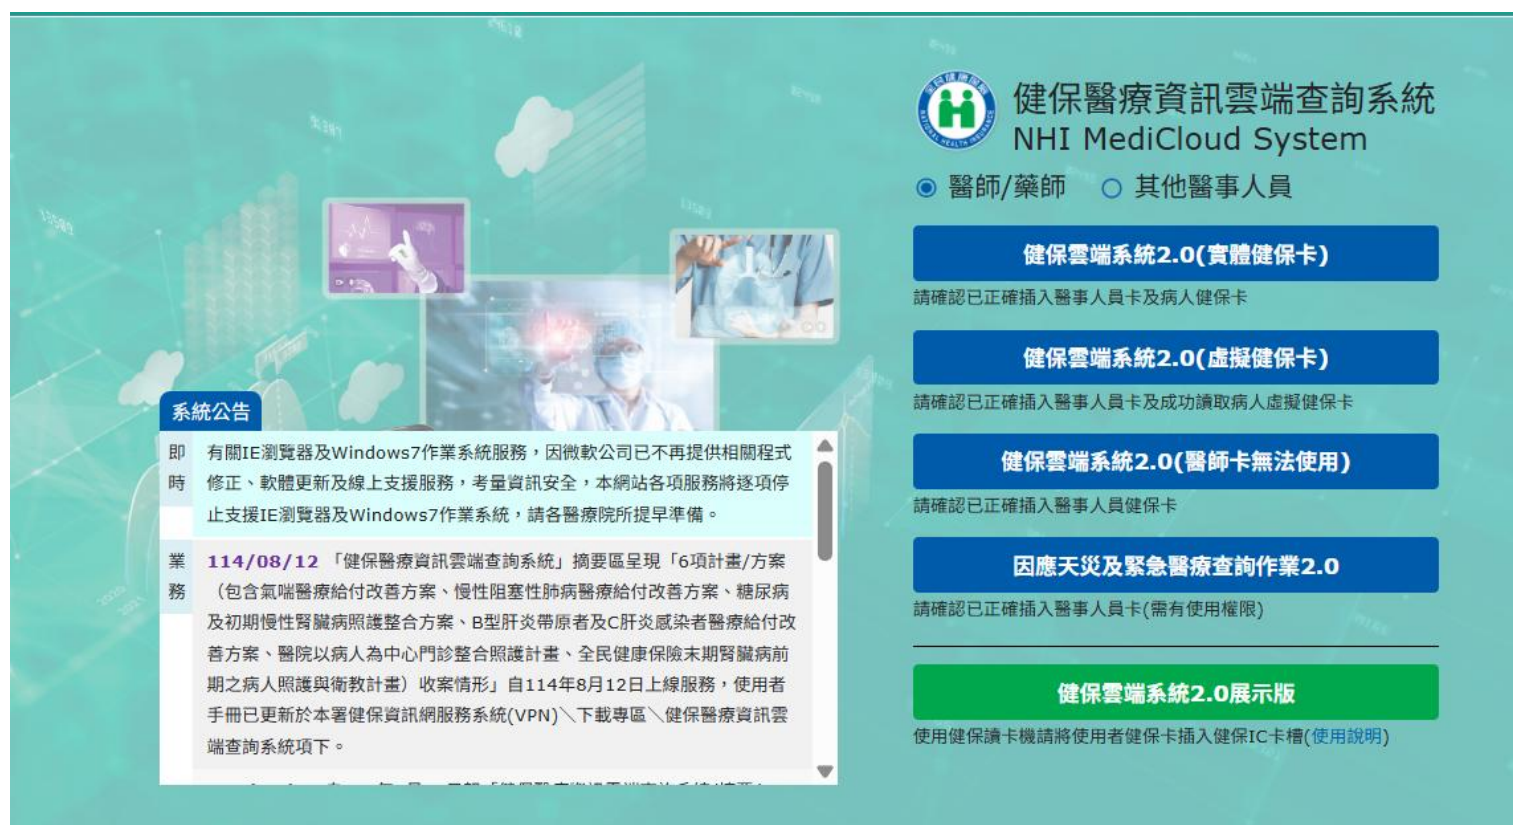 健保醫療資訊雲端查詢系統
NHI MediCloud System
醫師/藥師 其他醫事人員
健保雲端系統2.0(實體健保卡)
請確認已正確插入醫事人員卡及病人健保卡
健保雲端系統2.0(虛擬健保卡)
請確認已正確插入醫事人員卡及成功讀取病人虛擬健保卡
健保雲端系統2.0(醫師卡無法使用)
請確認已正確插入醫事人員健保卡
因應天災及緊急醫療查詢作業2.0
請確認已正確插入醫事人員卡(需有使用權限)
健保雲端系統2.0展示版
使用健保讀卡機請將使用者健保卡插入健保IC卡槽(使用說明)
系統公告
即時
有關IE瀏覽器及Windows7作業系統服務，因微軟公司已不再提供相關程式
修正、軟體更新及線上支援服務，考量資訊安全，本網站各項服務將逐項停
止支援IE瀏覽器及Windows7作業系統，請各醫療院所提早準備。
業務
114/08/12 「健保醫療資訊雲端查詢系統」摘要區呈現「6項計畫/方案
（包含氣喘醫療給付改善方案、慢性阻塞性肺病醫療給付改善方案、糖尿病
及初期慢性腎臟病照護整合方案、B型肝炎帶原者及C肝炎感染者醫療給付改
善方案、醫院以病人為中心門診整合照護計畫、全民健康保險末期腎臟病前
期之病人照護與衛教計畫）收案情形」自114年8月12日上線服務，使用者
手冊已更新於本署健保資訊網服務系統(VPN)＼下載專區＼健保醫療資訊雲
端查詢系統項下。